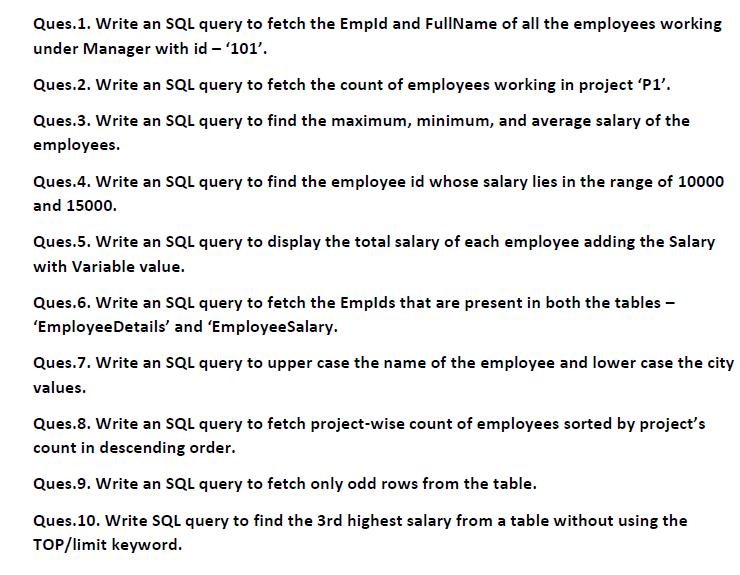 Ques.1. Write an SQL query to fetch the EmpId and FullName of all the employees working
under Manager with id – ‘101’.
Ques.2. Write an SQL query to fetch the count of employees working in project ‘P1’.
Ques.3. Write an SQL query to find the maximum, minimum, and average salary of the
employees.
Ques.4. Write an SQL query to find the employee id whose salary lies in the range of 10000
and 15000.
Ques.5. Write an SQL query to display the total salary of each employee adding the Salary
with Variable value.
Ques.6. Write an SQL query to fetch the EmpIds that are present in both the tables –
‘EmployeeDetails’ and ‘EmployeeSalary.
Ques.7. Write an SQL query to upper case the name of the employee and lower case the city
values.
Ques.8. Write an SQL query to fetch project-wise count of employees sorted by project’s
count in descending order.
Ques.9. Write an SQL query to fetch only odd rows from the table.
Ques.10. Write SQL query to find the 3rd highest salary from a table without using the
TOP/limit keyword.